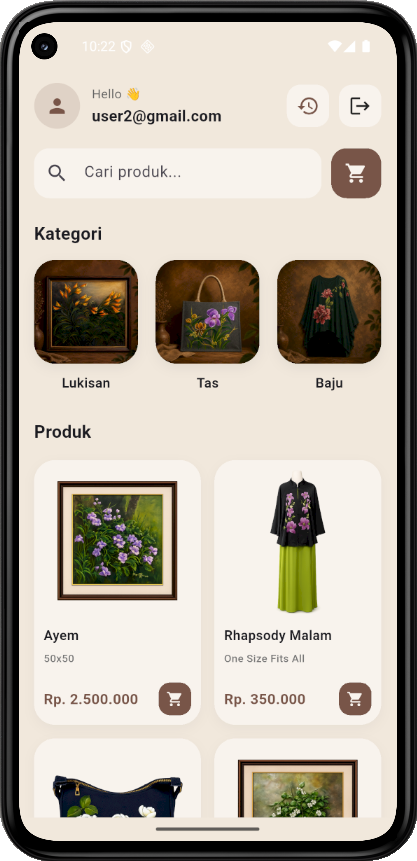 10:22
Hello 👋
user2@gmail.com
Cari produk...
Kategori
Lukisan
Tas
Baju
Produk
Ayem
50x50
Rp. 2.500.000
Rhapsody Malam
One Size Fits All
Rp. 350.000